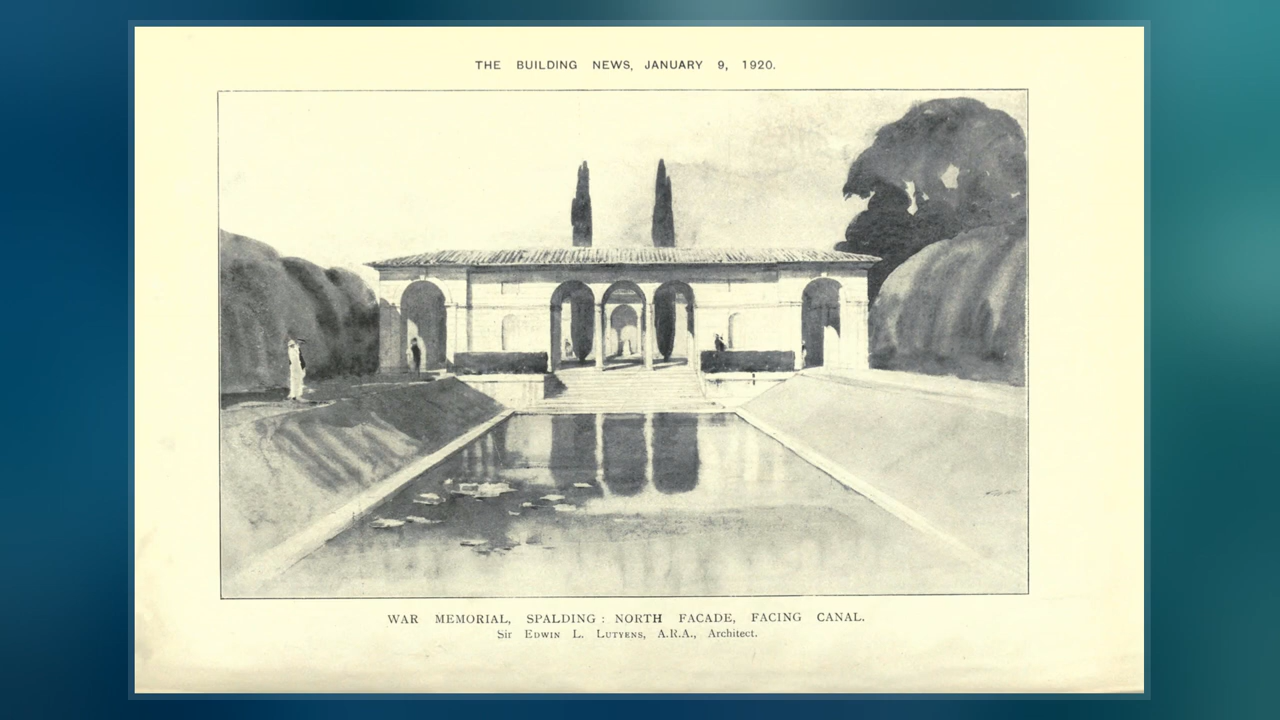 THE BUILDING NEWS, JANUARY 9, 1920.
WAR MEMORIAL, SPALDING : NORTH FACADE, FACING CANAL.
Sir EDWIN L. LUTYENS, A.R.A., Architect.